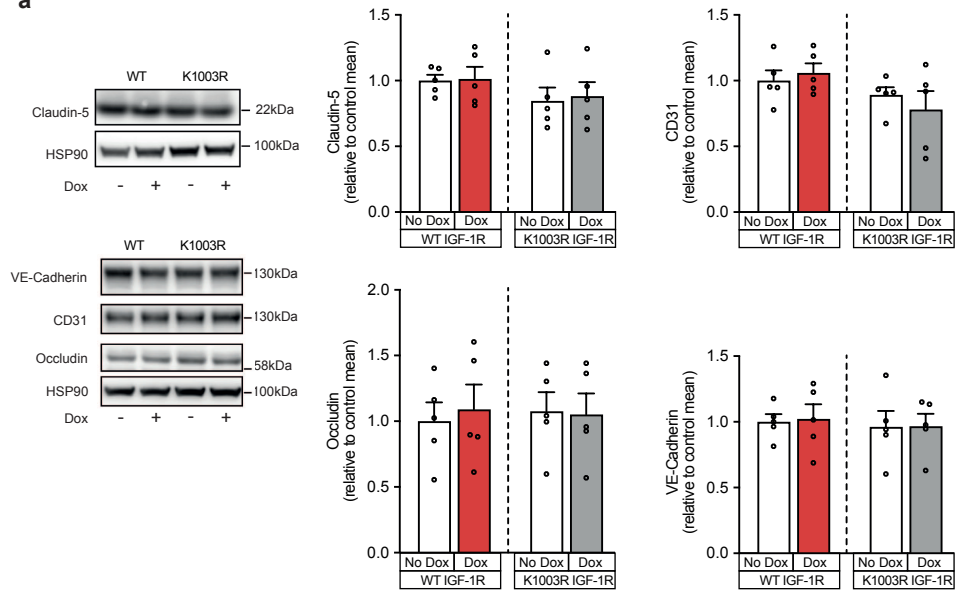 a
WT K1003R
Claudin-5
22kDa
HSP90
100kDa
Dox - + - +
WT K1003R
VE-Cadherin
130kDa
CD31
130kDa
Occludin
58kDa
HSP90
100kDa
Dox - + - +
Claudin-5
(relative to control mean)
1.5
1.0
0.5
0.0
No Dox Dox No Dox Dox
WT IGF-1R K1003R IGF-1R
CD31
(relative to control mean)
1.5
1.0
0.5
0.0
No Dox Dox No Dox Dox
WT IGF-1R K1003R IGF-1R
Occludin
(relative to control mean)
2.0
1.5
1.0
0.5
0.0
No Dox Dox No Dox Dox
WT IGF-1R K1003R IGF-1R
VE-Cadherin
(relative to control mean)
1.5
1.0
0.5
0.0
No Dox Dox No Dox Dox
WT IGF-1R K1003R IGF-1R